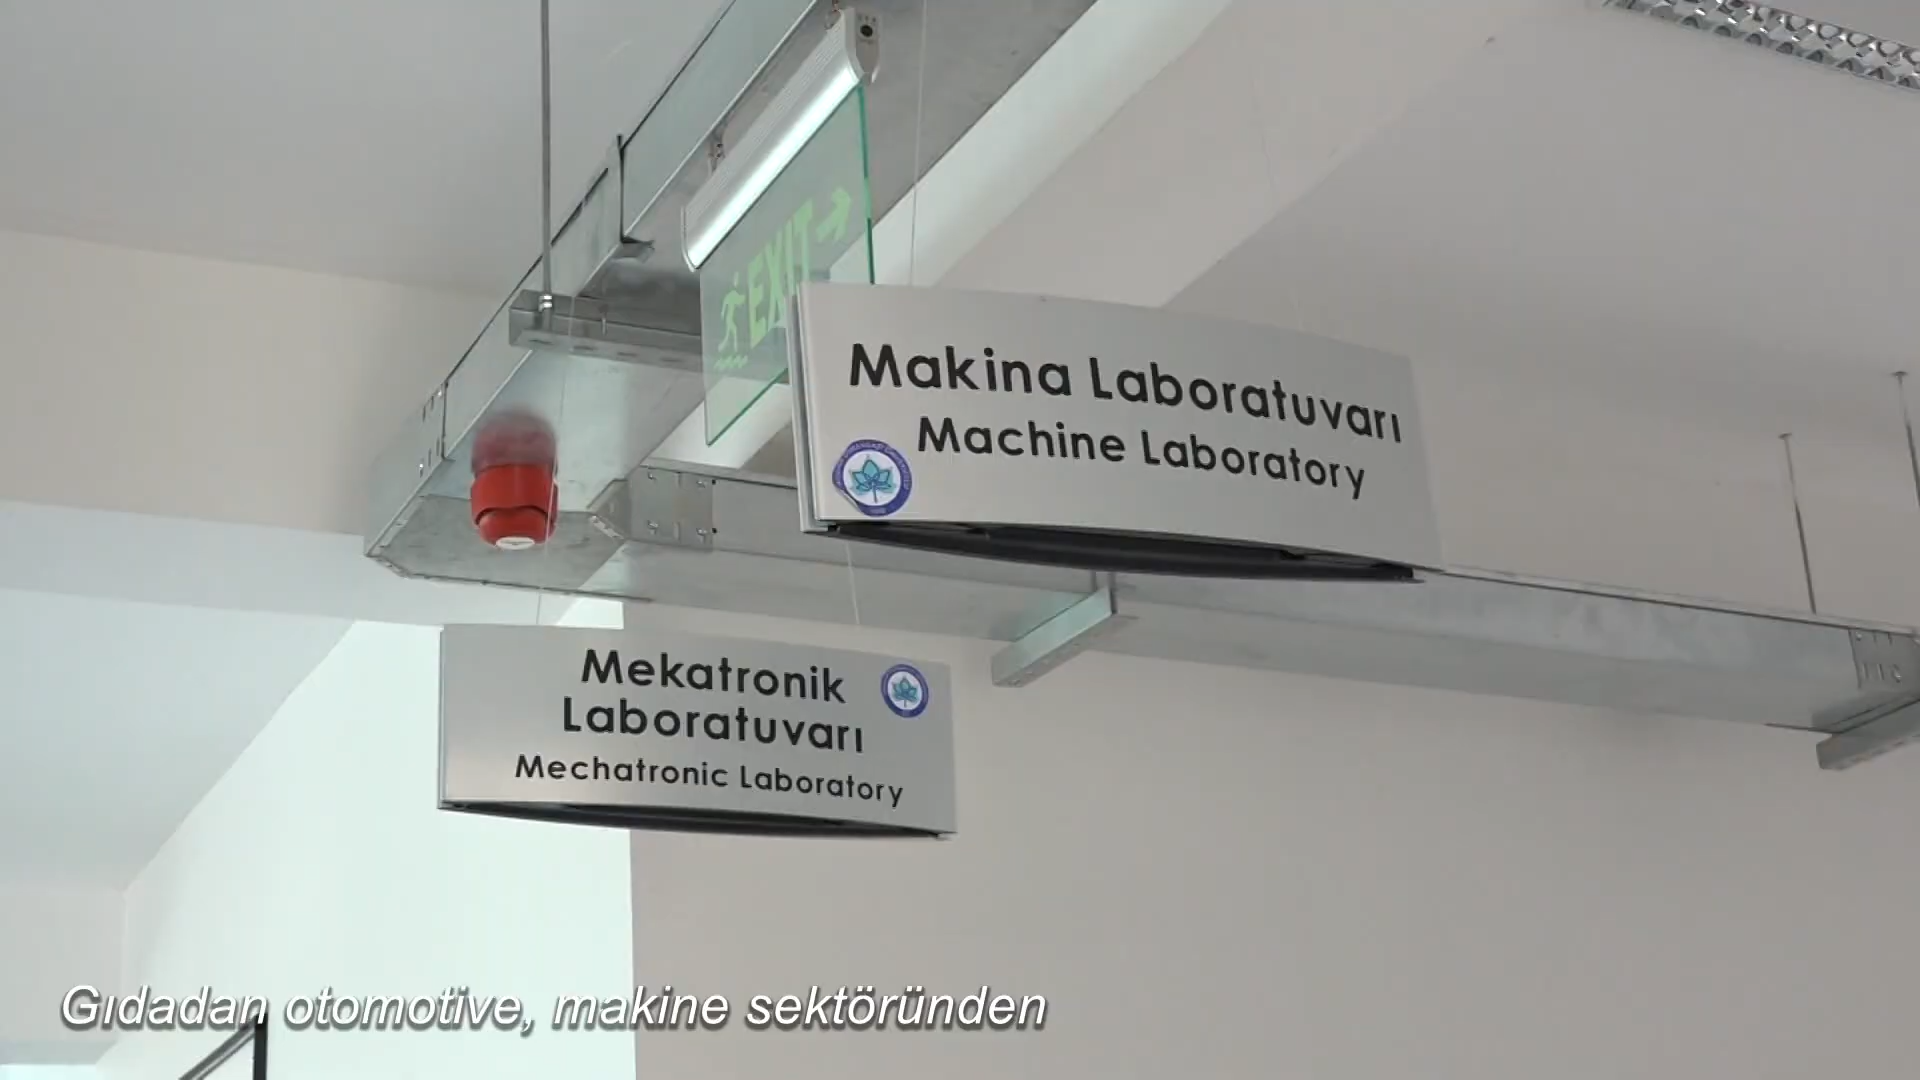 EXIT
Makina Laboratuvarı
Machine Laboratory
Mekatronik
Laboratuvarı
Mechatronic Laboratory
Gıdadan otomotive, makine sektöründen